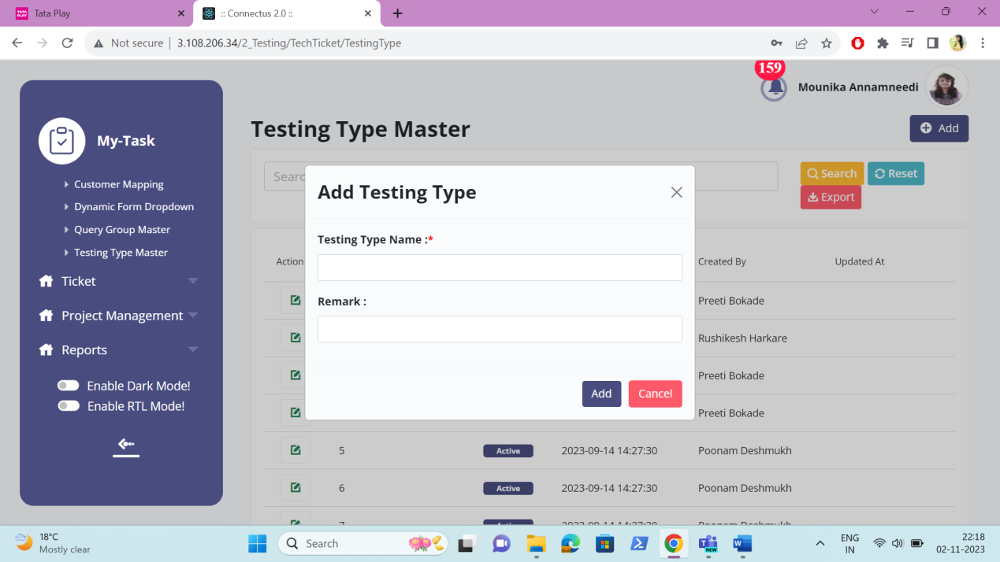 TATA PLAY
Tata Play
:: Connectus 2.0 ::
Not secure
3.108.206.34/2_Testing/TechTicket/TestingType
159
Mounika Annamneedi
My-Task
Customer Mapping
Dynamic Form Dropdown
Query Group Master
Testing Type Master
Ticket
Project Management
Reports
Enable Dark Mode!
Enable RTL Mode!
Testing Type Master
Add
Searc
Search
Reset
Export
Add Testing Type
Testing Type Name :*
Remark :
Add
Cancel
Action
Created By
Updated At
Preeti Bokade
Rushikesh Harkare
Preeti Bokade
Preeti Bokade
5 Active 2023-09-14 14:27:30 Poonam Deshmukh
6 Active 2023-09-14 14:27:30 Poonam Deshmukh
18°C
Mostly clear
Search
NEW
ENG
IN
22:18
02-11-2023